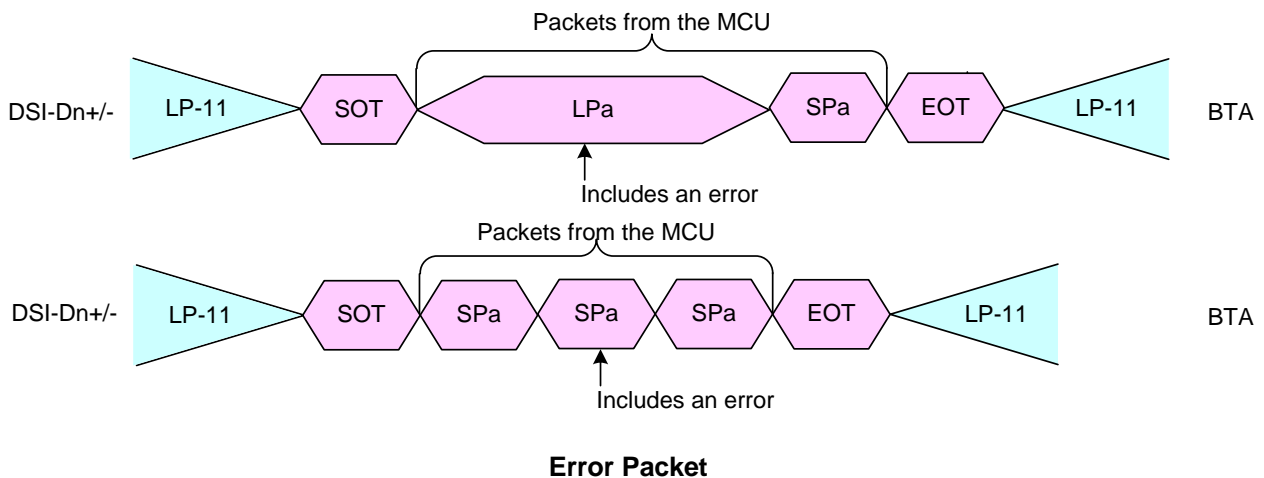 Packets from the MCU
DSI-Dn+/- LP-11 SOT LPa SPa EOT LP-11 BTA
Includes an error
Packets from the MCU
DSI-Dn+/- LP-11 SOT SPa SPa SPa EOT LP-11 BTA
Includes an error
Error Packet